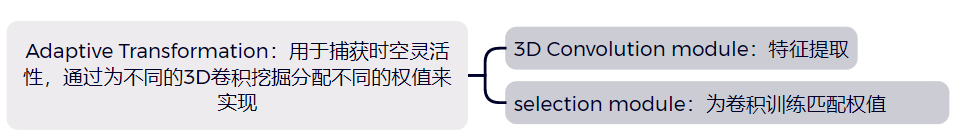 Adaptive Transformation：用于捕获时空灵活
性，通过为不同的3D卷积挖掘分配不同的权值来
实现
3D Convolution module：特征提取
selection module：为卷积训练匹配权值